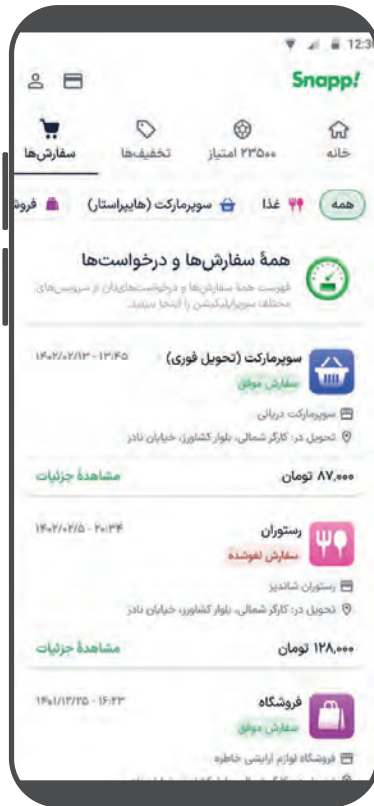 12:30
Snapp!
خانه
۲۳۵۰۰ امتیاز
تخفیف‌ها
سفارش‌ها
همه
غذا
سوپرمارکت (هایپراستار)
فروش
همهٔ سفارش‌ها و درخواست‌ها
فهرست همهٔ سفارش‌ها و درخواست‌های‌تان از سرویس‌های
مختلف سوپراپلیکیشن را اینجا ببینید.
سوپرمارکت (تحویل فوری)
۱۴۰۲/۰۲/۱۳ - ۱۳:۴۵
سفارش موفق
سوپرمارکت دریانی
تحویل در: کارگر شمالی، بلوار کشاورز، خیابان نادر
۸۷,۰۰۰ تومان
مشاهدهٔ جزئیات
رستوران
۱۴۰۲/۰۲/۵ - ۲۰:۳۴
سفارش لغوشده
رستوران شاندیز
تحویل در: کارگر شمالی، بلوار کشاورز، خیابان نادر
۱۲۸,۰۰۰ تومان
مشاهدهٔ جزئیات
فروشگاه
۱۴۰۱/۱۲/۲۵ - ۱۶:۲۳
سفارش موفق
فروشگاه لوازم آرایشی خاطره